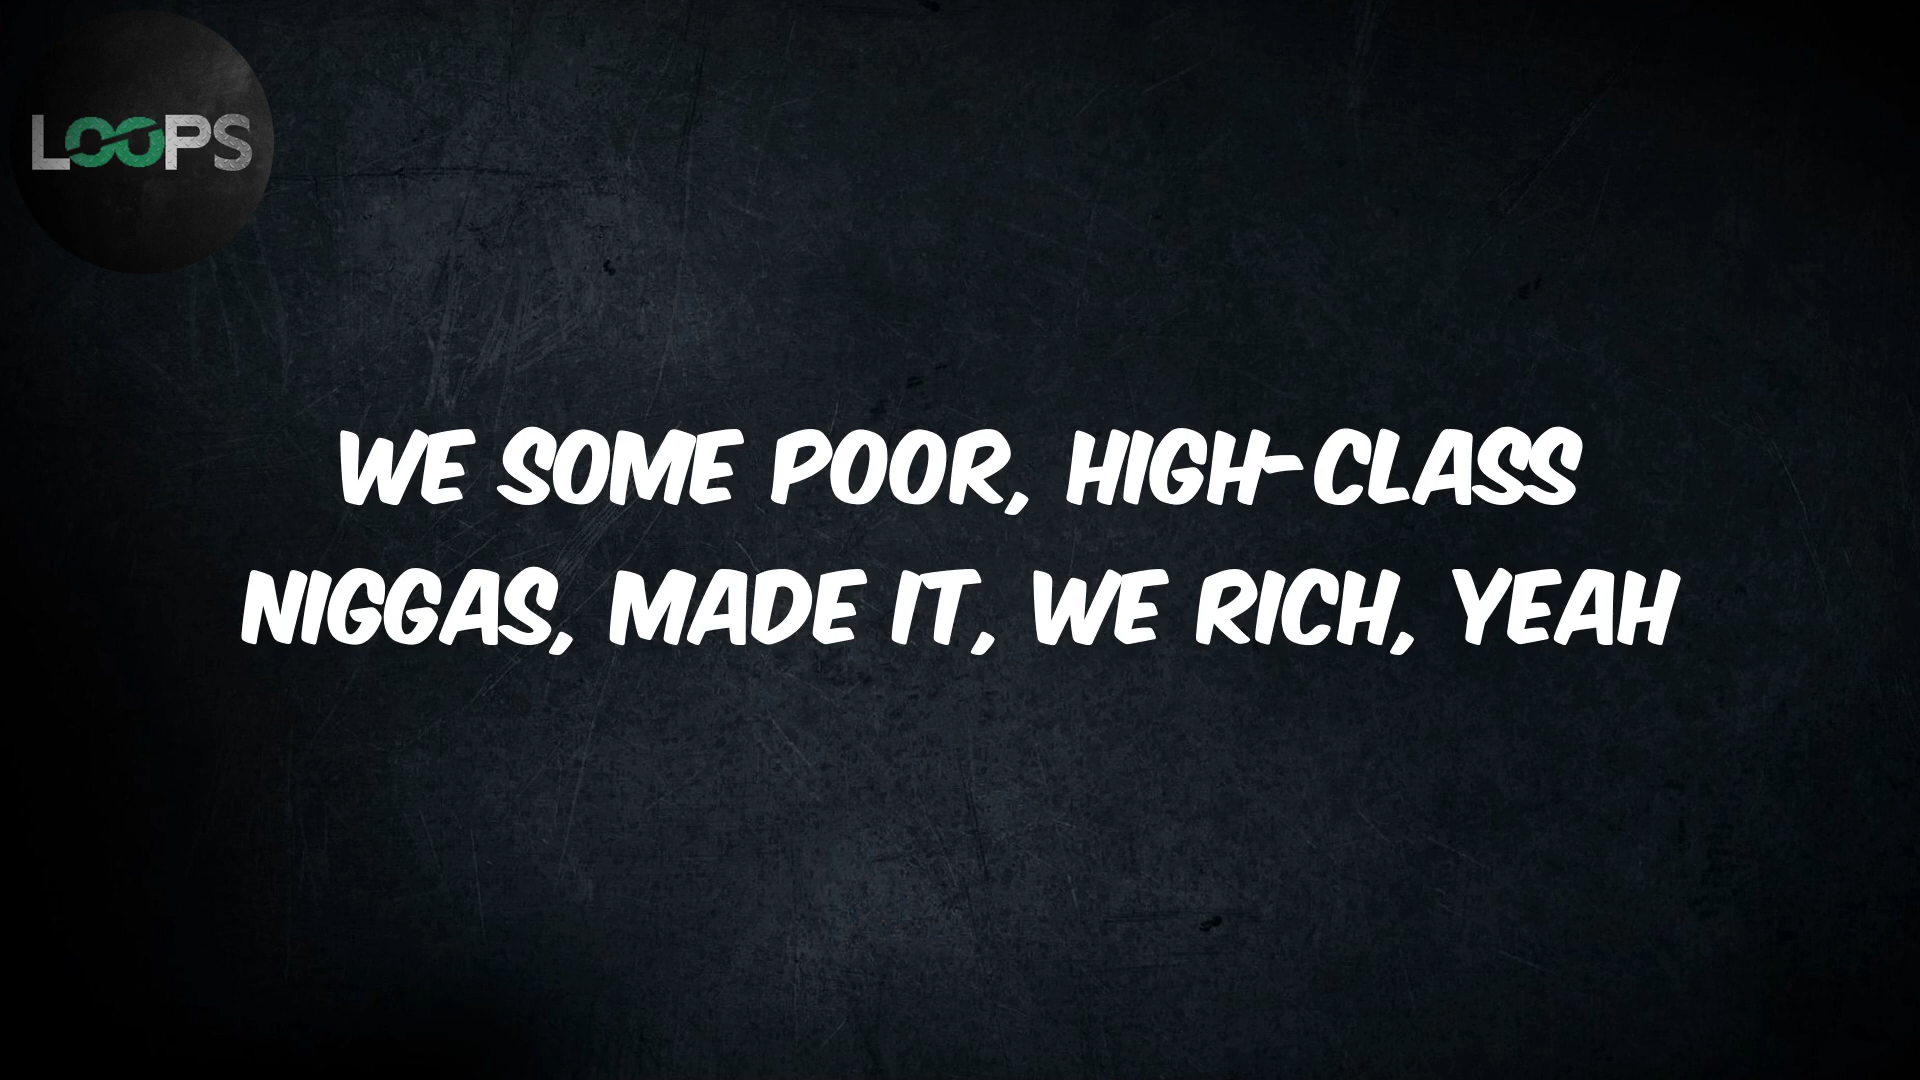 LOOPS
WE SOME POOR, HIGH-CLASS
NIGGAS, MADE IT, WE RICH, YEAH